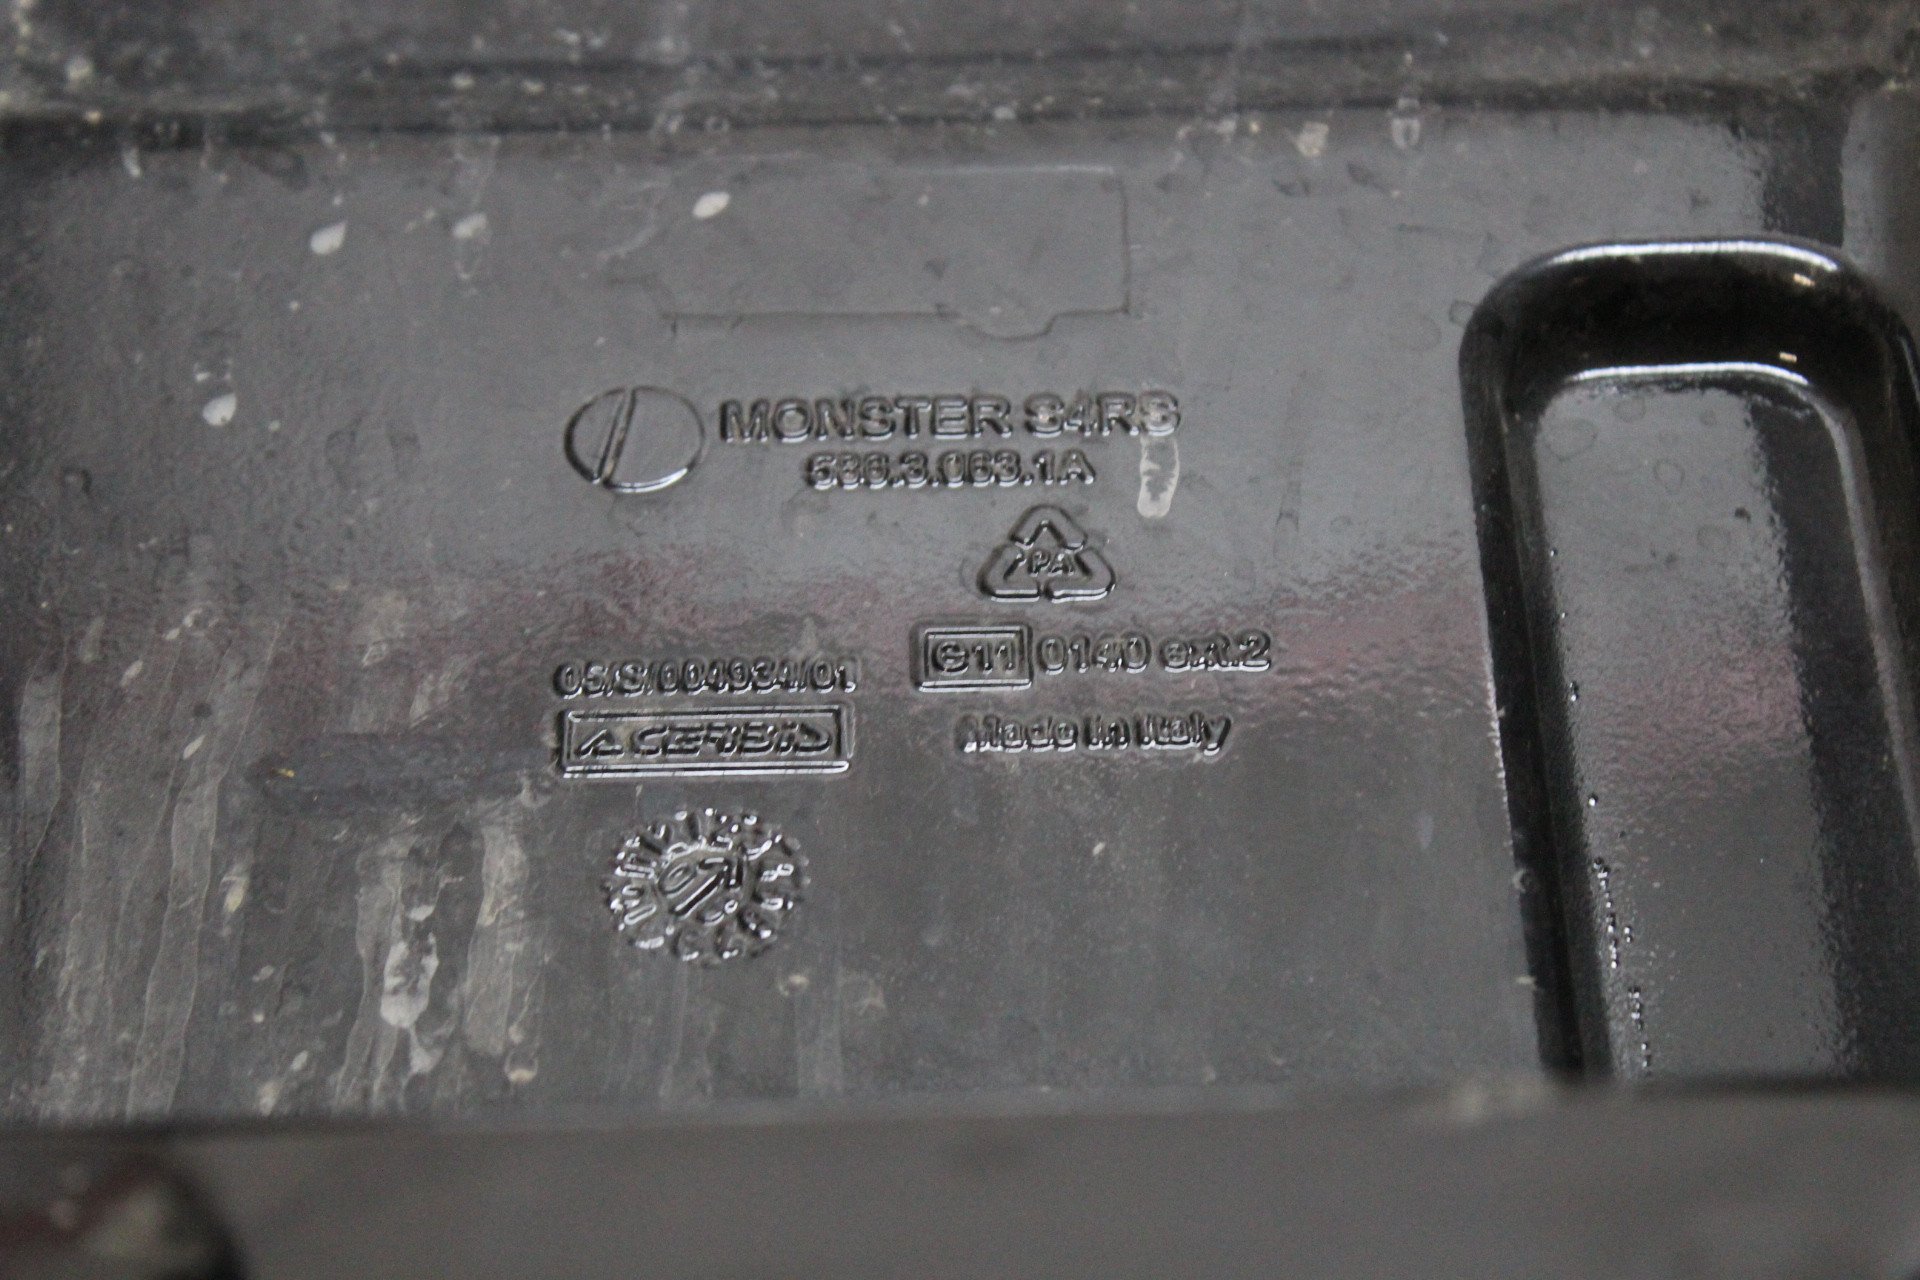 MONSTER S4RS
586.3.063.1A
PA
e11 0140 ext.2
05/S/004934/01
ACERBIS
Made in Italy